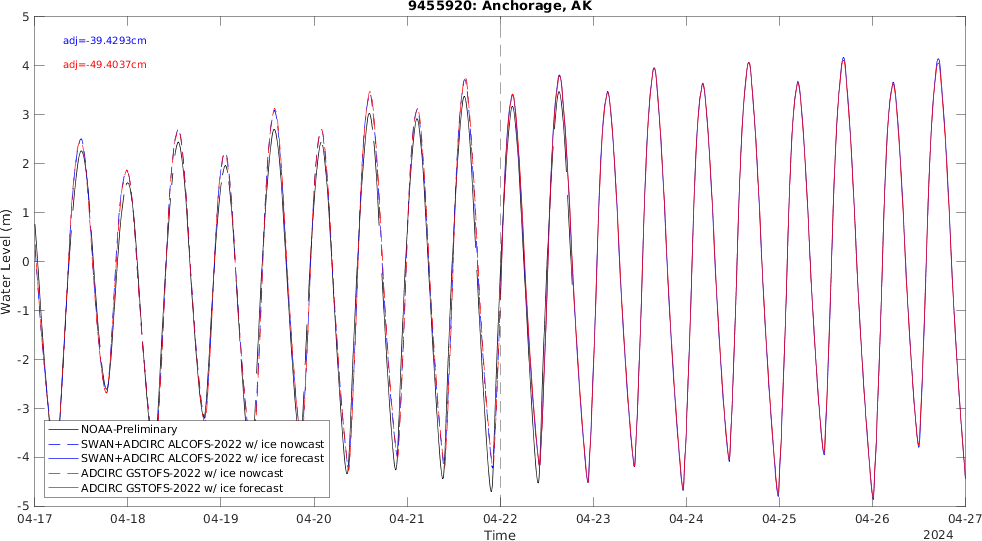 9455920: Anchorage, AK
adj=-39.4293cm
adj=-49.4037cm
5
4
3
2
1
0
-1
-2
-3
-4
-5
Water Level (m)
NOAA-Preliminary
SWAN+ADCIRC ALCOFS-2022 w/ ice nowcast
SWAN+ADCIRC ALCOFS-2022 w/ ice forecast
ADCIRC GSTOFS-2022 w/ ice nowcast
ADCIRC GSTOFS-2022 w/ ice forecast
04-17 04-18 04-19 04-20 04-21 04-22 04-23 04-24 04-25 04-26 04-27
Time
2024